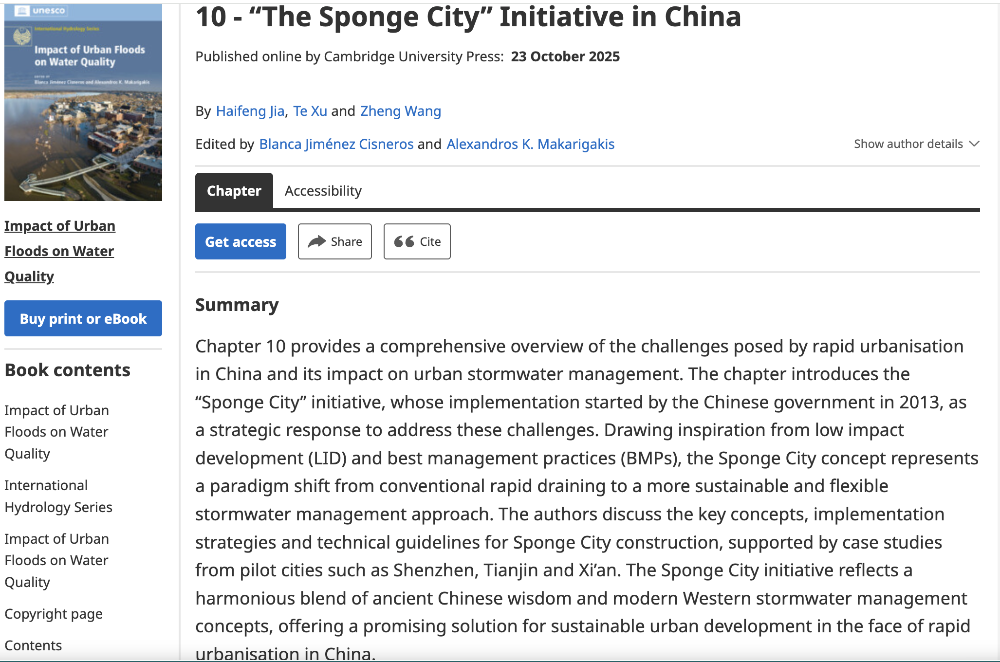 unesco
International Hydrology Series
Impact of Urban Floods
on Water Quality
EDITED BY
Blanca Jiménez Cisneros and Alexandros K. Makarigakis
Impact of Urban
Floods on Water
Quality
Buy print or eBook
Book contents
Impact of Urban
Floods on Water
Quality
International
Hydrology Series
Impact of Urban
Floods on Water
Quality
Copyright page
Contents
10 - “The Sponge City” Initiative in China
Published online by Cambridge University Press: 23 October 2025
By Haifeng Jia, Te Xu and Zheng Wang
Edited by Blanca Jiménez Cisneros and Alexandros K. Makarigakis
Show author details
Chapter Accessibility
Get access Share Cite
Summary
Chapter 10 provides a comprehensive overview of the challenges posed by rapid urbanisation
in China and its impact on urban stormwater management. The chapter introduces the
“Sponge City” initiative, whose implementation started by the Chinese government in 2013, as
a strategic response to address these challenges. Drawing inspiration from low impact
development (LID) and best management practices (BMPs), the Sponge City concept represents
a paradigm shift from conventional rapid draining to a more sustainable and flexible
stormwater management approach. The authors discuss the key concepts, implementation
strategies and technical guidelines for Sponge City construction, supported by case studies
from pilot cities such as Shenzhen, Tianjin and Xi’an. The Sponge City initiative reflects a
harmonious blend of ancient Chinese wisdom and modern Western stormwater management
concepts, offering a promising solution for sustainable urban development in the face of rapid
urbanisation in China.